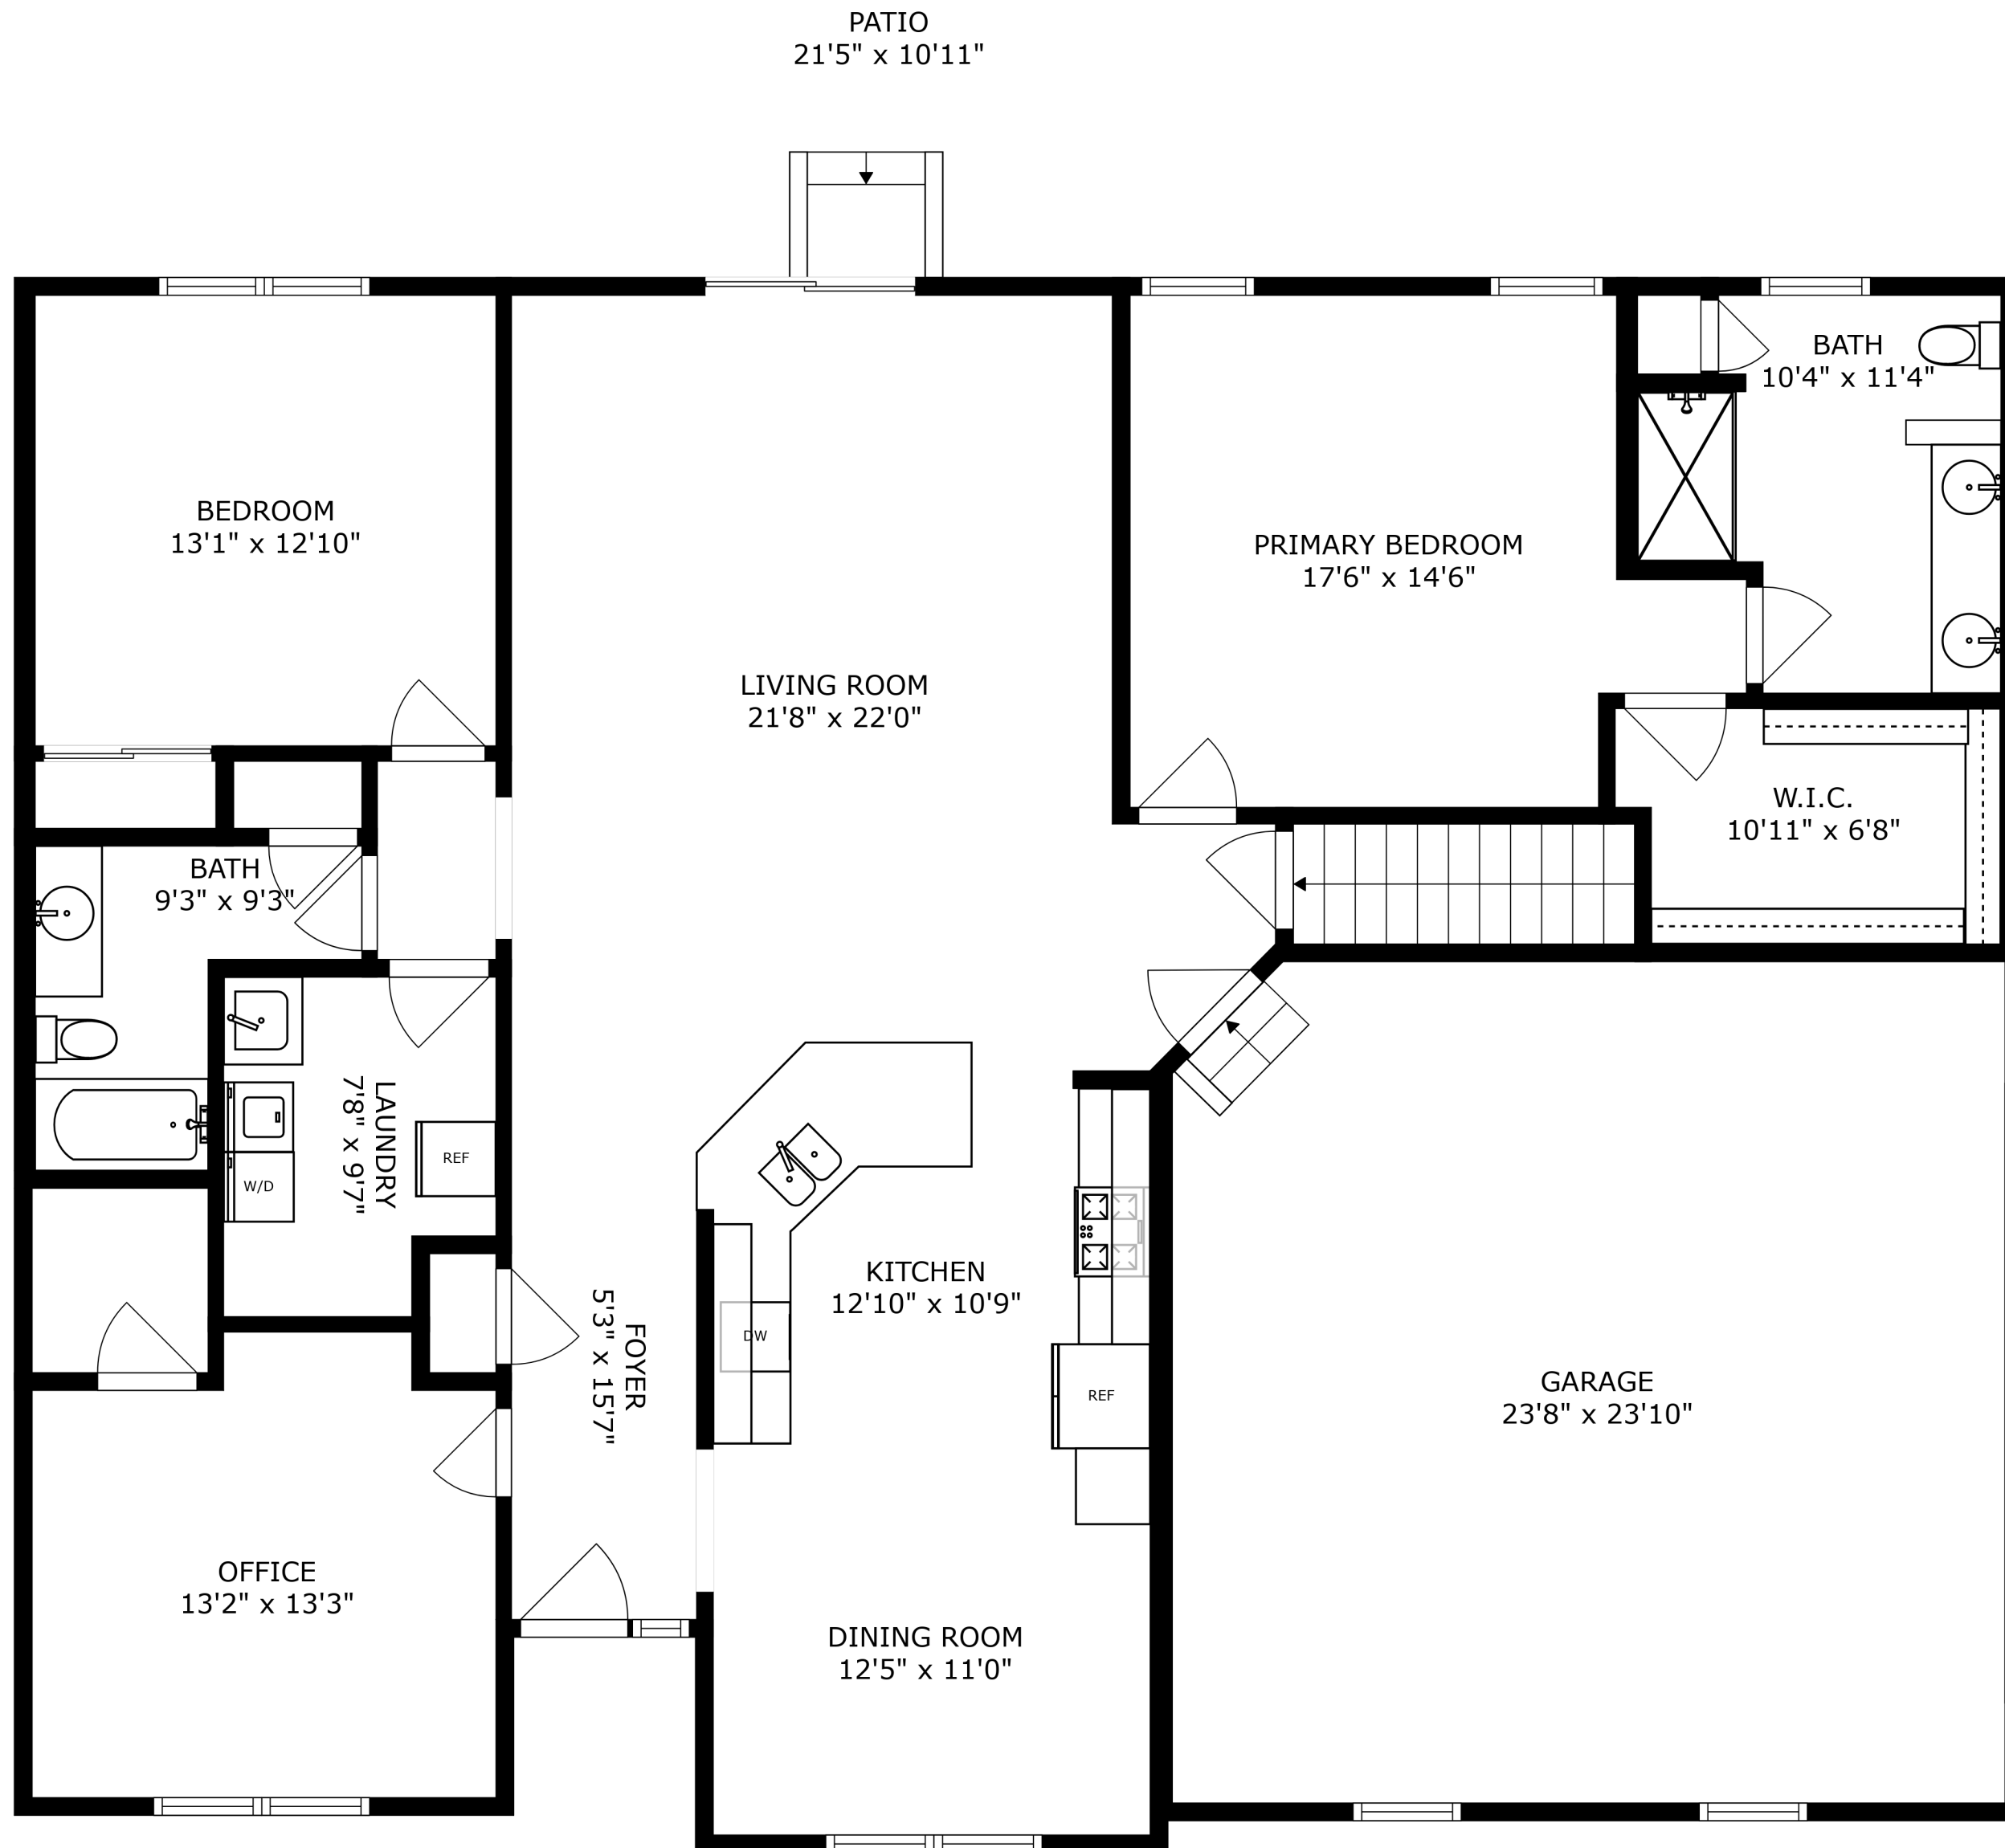 PATIO
21'5" x 10'11"
BATH
10'4" x 11'4"
BEDROOM
13'1" x 12'10"
PRIMARY BEDROOM
17'6" x 14'6"
LIVING ROOM
21'8" x 22'0"
W.I.C.
10'11" x 6'8"
BATH
9'3" x 9'3"
LAUNDRY
7'8" x 9'7"
REF
W/D
KITCHEN
12'10" x 10'9"
DW
FOYER
5'3" x 15'7"
REF
GARAGE
23'8" x 23'10"
OFFICE
13'2" x 13'3"
DINING ROOM
12'5" x 11'0"